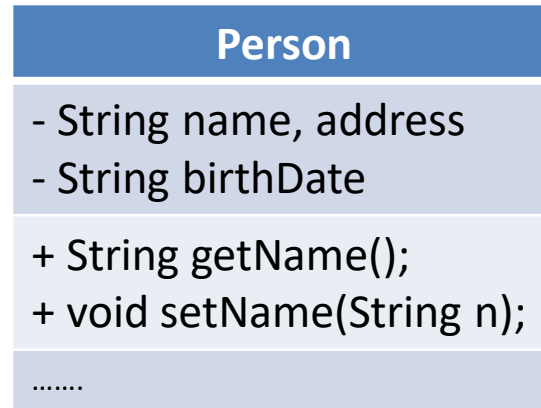 Person
- String name, address
- String birthDate
+ String getName();
+ void setName(String n);
…….